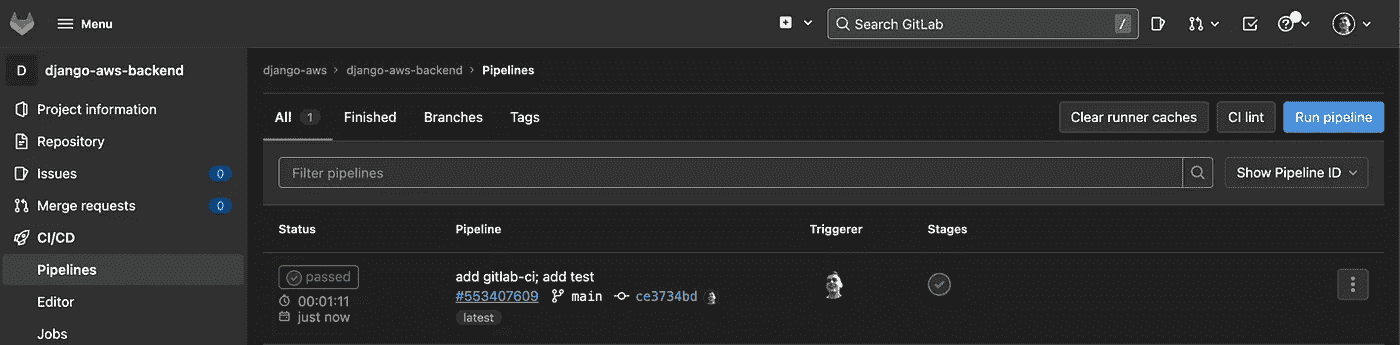 Menu
Search GitLab /
D django-aws-backend
Project information
Repository
Issues 0
Merge requests 0
CI/CD
Pipelines
Editor
Jobs
django-aws > django-aws-backend > Pipelines
All 1 Finished Branches Tags
Clear runner caches CI lint Run pipeline
Filter pipelines
Show Pipeline ID
Status Pipeline Triggerer Stages
passed
00:01:11
just now
add gitlab-ci; add test
#553407609 main ce3734bd
latest